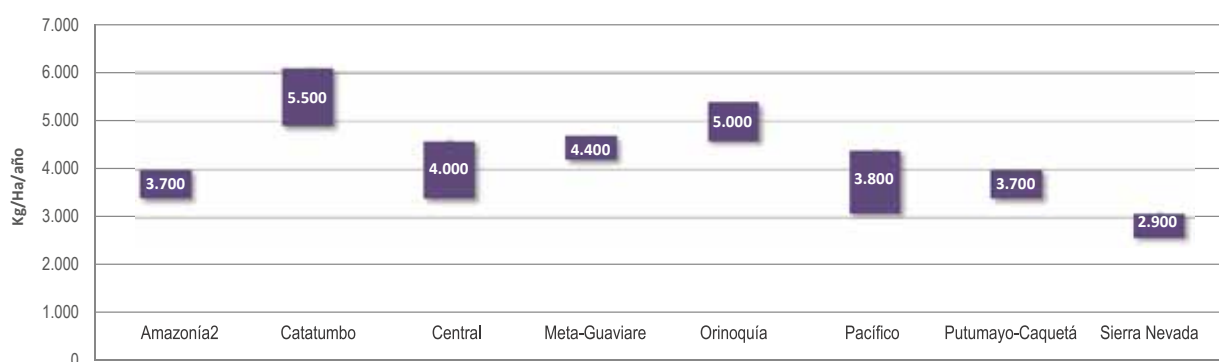 7.000
6.000
5.000
4.000
3.000
2.000
1.000
0
Kg/Ha/año
3.700
5.500
4.000
4.400
5.000
3.800
3.700
2.900
Amazonía2
Catatumbo
Central
Meta-Guaviare
Orinoquía
Pacífico
Putumayo-Caquetá
Sierra Nevada